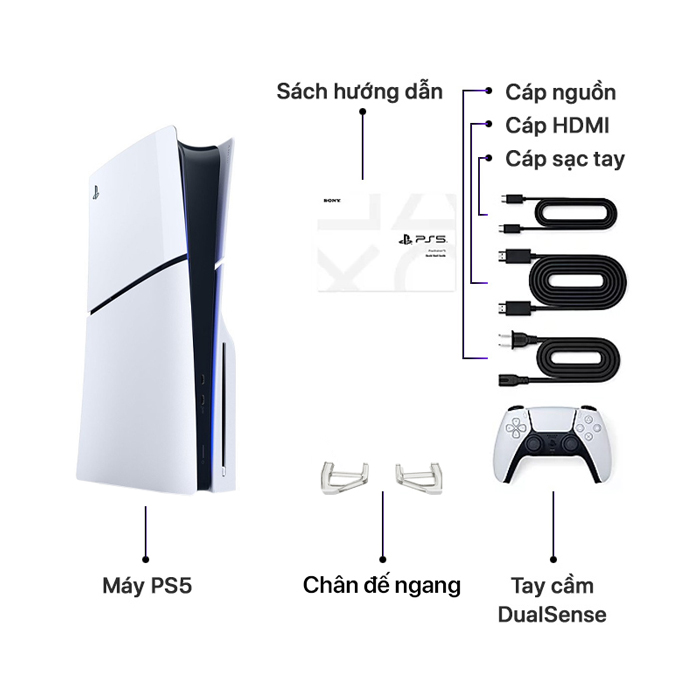 Sách hướng dẫn
Cáp nguồn
Cáp HDMI
Cáp sạc tay
SONY
PS5
Máy PS5
Chân đế ngang
Tay cầm
DualSense